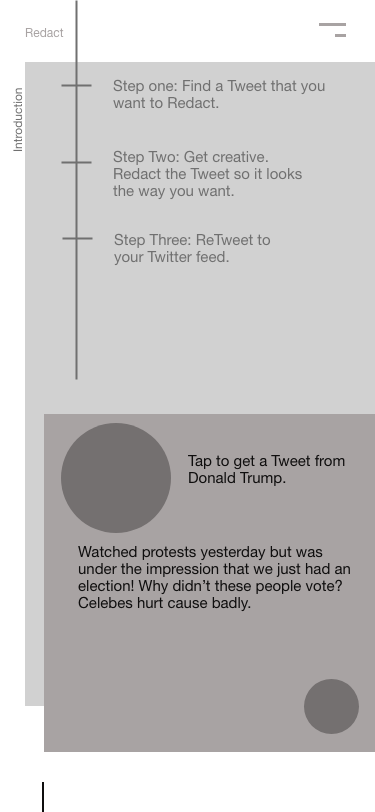 Redact
Introduction
Step one: Find a Tweet that you
want to Redact.
Step Two: Get creative.
Redact the Tweet so it looks
the way you want.
Step Three: ReTweet to
your Twitter feed.
Tap to get a Tweet from
Donald Trump.
Watched protests yesterday but was
under the impression that we just had an
election! Why didn’t these people vote?
Celebes hurt cause badly.